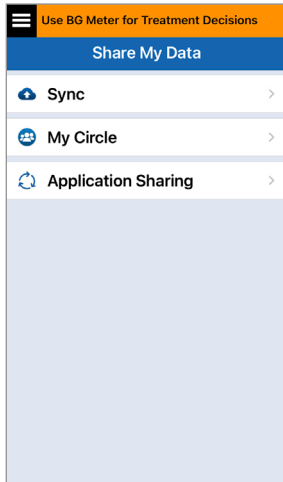 Use BG Meter for Treatment Decisions
Share My Data
Sync
My Circle
Application Sharing